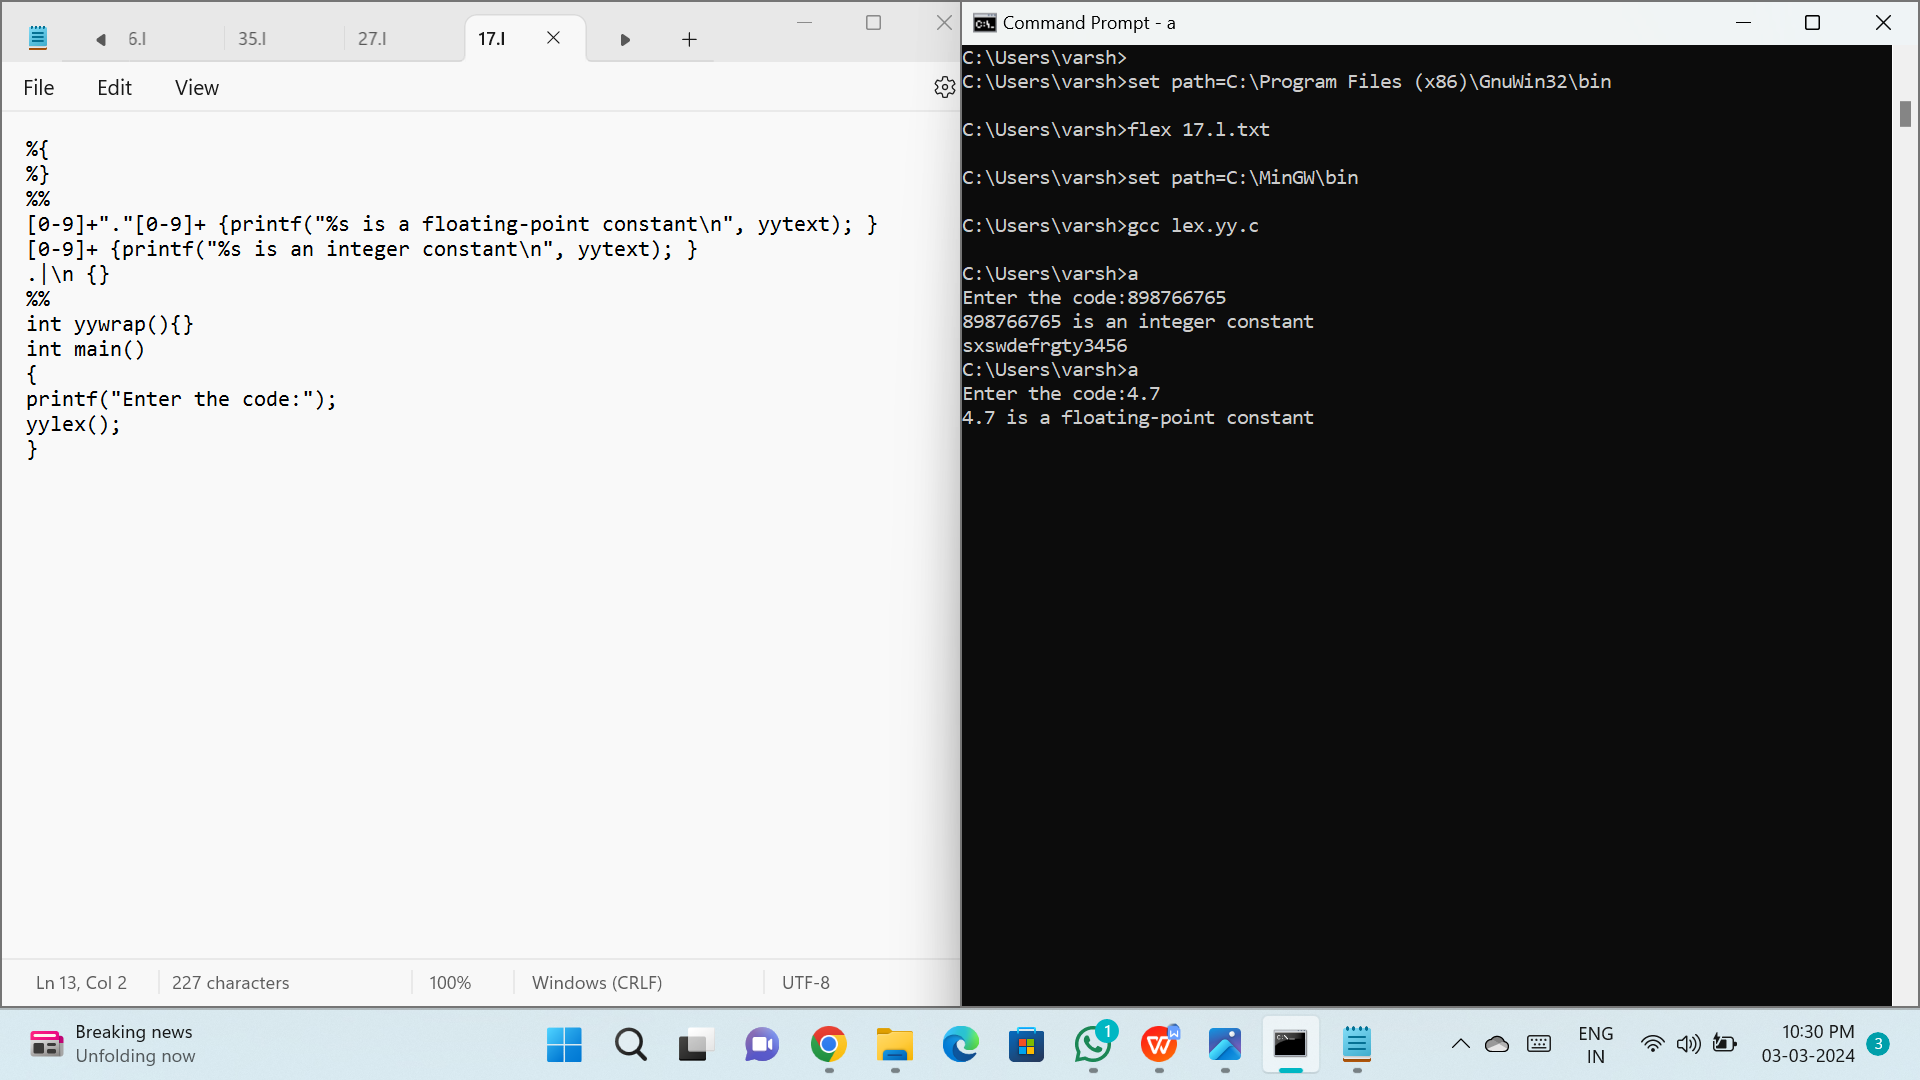 6.l
35.l
27.l
17.l
File
Edit
View
%{
%}
%%
[0-9]+"."[0-9]+ {printf("%s is a floating-point constant\n", yytext); }
[0-9]+ {printf("%s is an integer constant\n", yytext); }
.|\n {}
%%
int yywrap(){}
int main()
{
printf("Enter the code:");
yylex();
}
Ln 13, Col 2
227 characters
100%
Windows (CRLF)
UTF-8
Command Prompt - a
C:\Users\varsh>
C:\Users\varsh>set path=C:\Program Files (x86)\GnuWin32\bin
C:\Users\varsh>flex 17.l.txt
C:\Users\varsh>set path=C:\MinGW\bin
C:\Users\varsh>gcc lex.yy.c
C:\Users\varsh>a
Enter the code:898766765
898766765 is an integer constant
sxswdefrgty3456
C:\Users\varsh>a
Enter the code:4.7
4.7 is a floating-point constant
Breaking news
Unfolding now
1
ENG
IN
10:30 PM
03-03-2024
3